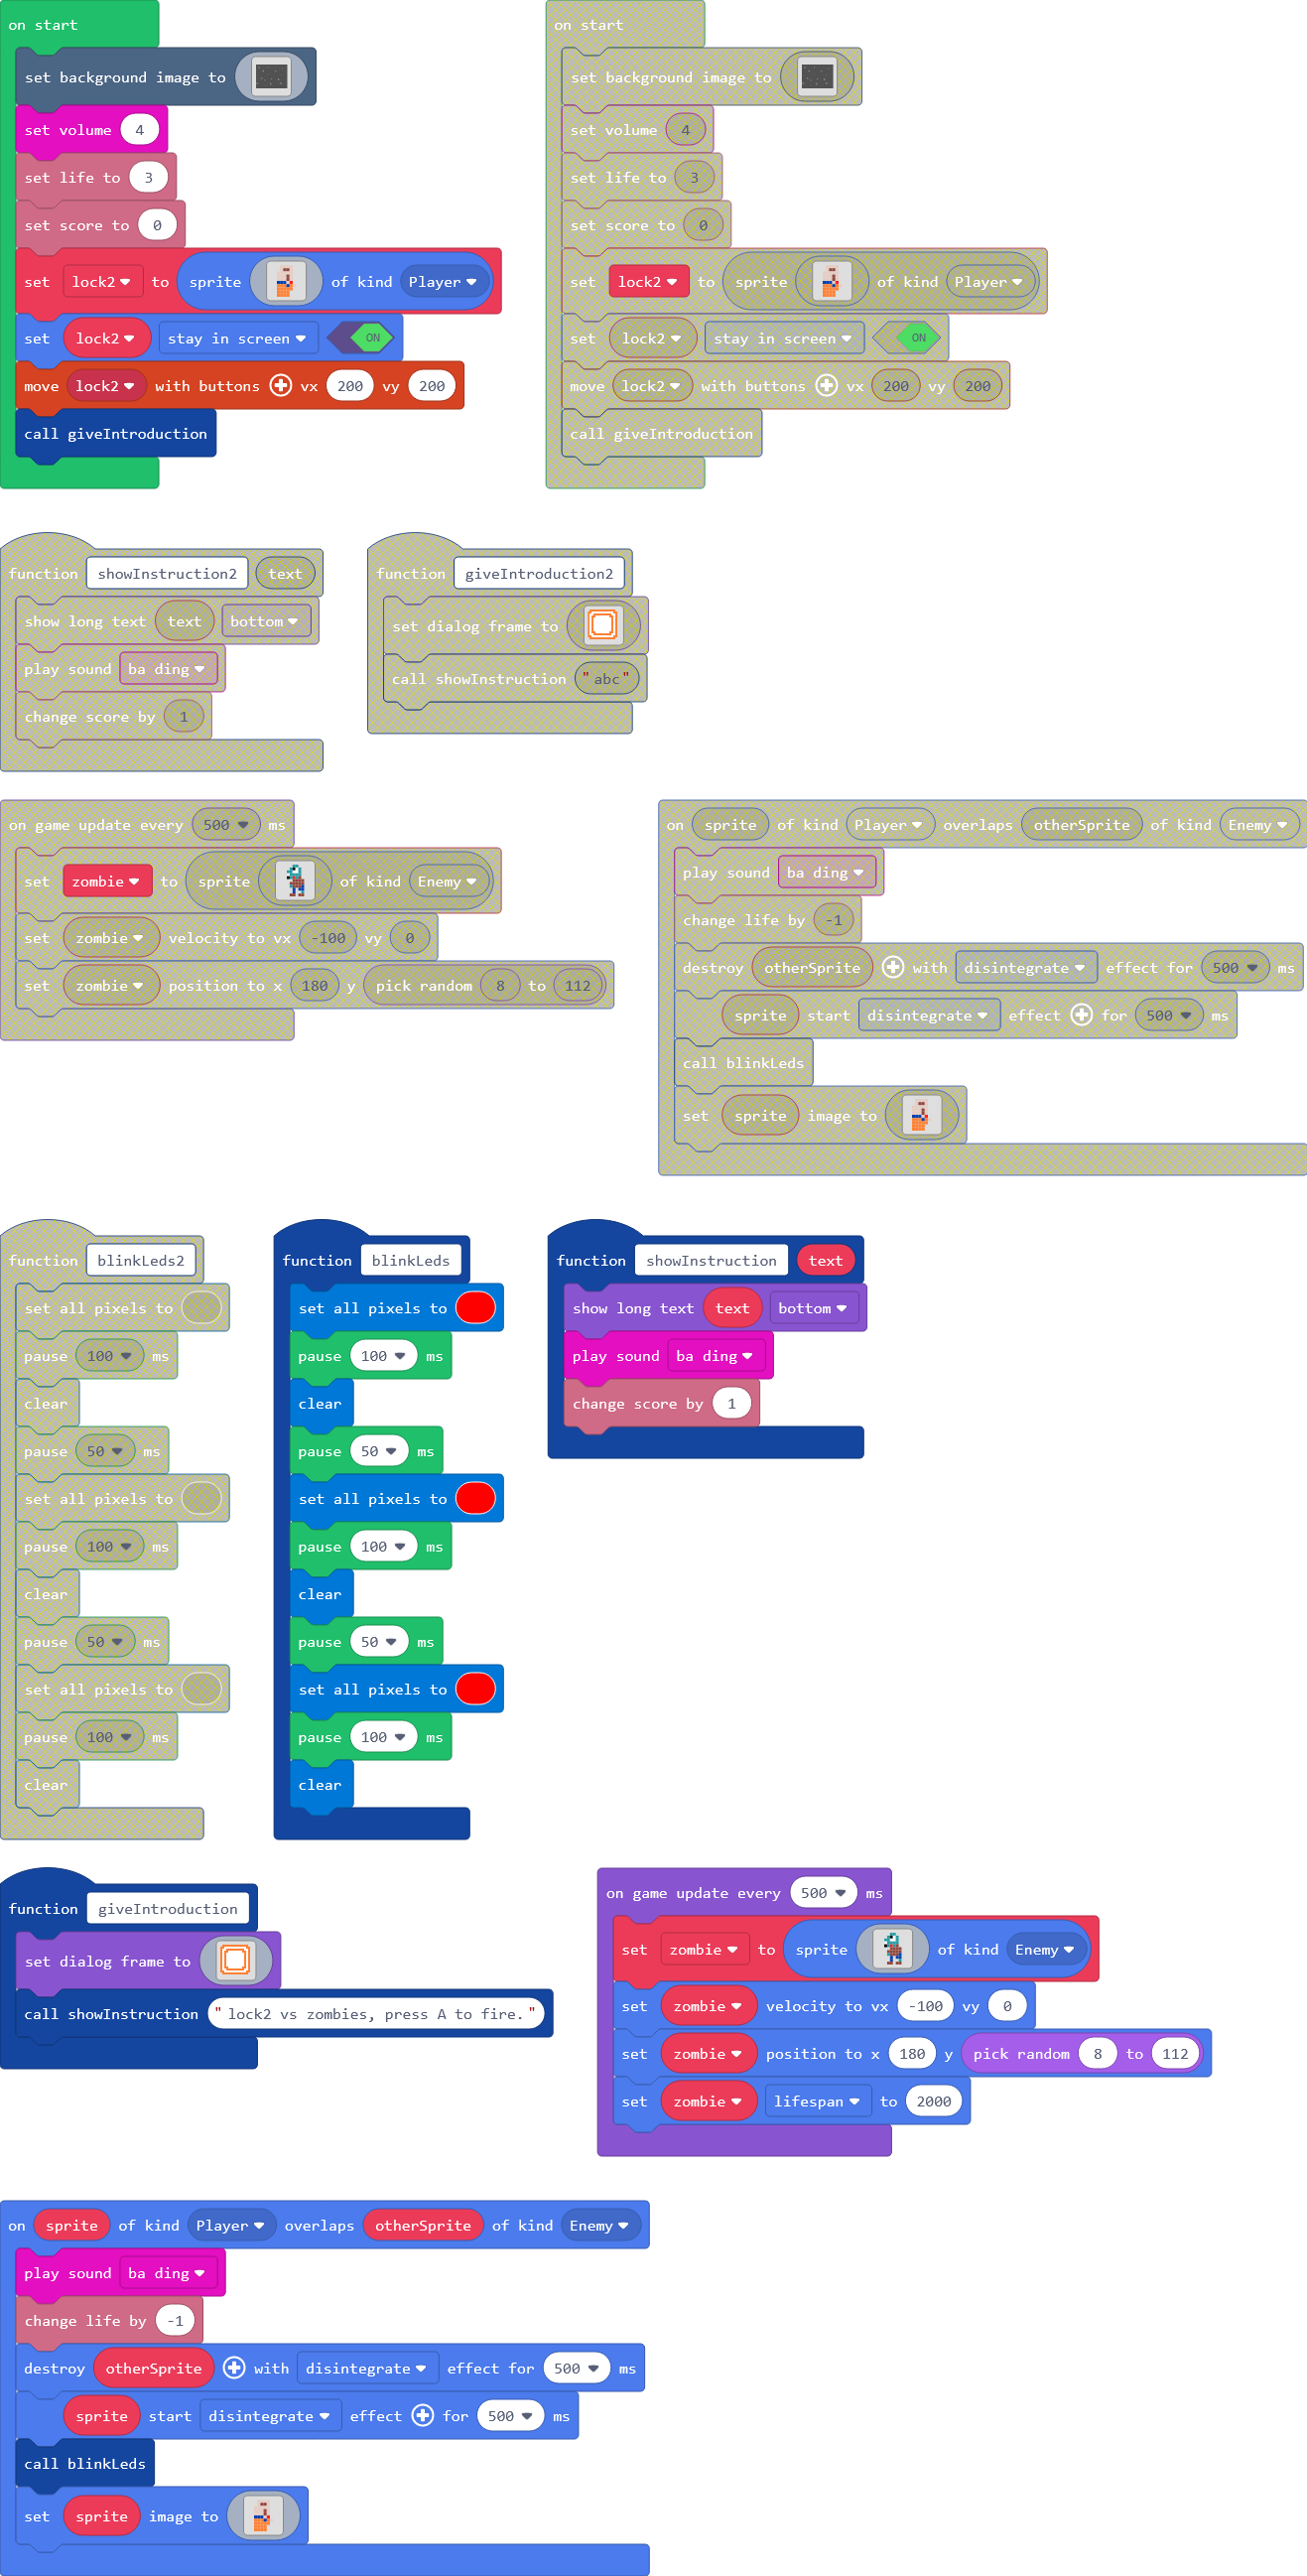 on start
set background image to
set volume 4
set life to 3
set score to 0
set lock2 to sprite of kind Player
set lock2 stay in screen ON
move lock2 with buttons vx 200 vy 200
call giveIntroduction
on start
set background image to
set volume 4
set life to 3
set score to 0
set lock2 to sprite of kind Player
set lock2 stay in screen ON
move lock2 with buttons vx 200 vy 200
call giveIntroduction
function showInstruction2 text
show long text text bottom
play sound ba ding
change score by 1
function giveIntroduction2
set dialog frame to
call showInstruction "abc"
on game update every 500 ms
set zombie to sprite of kind Enemy
set zombie velocity to vx -100 vy 0
set zombie position to x 180 y pick random 8 to 112
on sprite of kind Player overlaps otherSprite of kind Enemy
play sound ba ding
change life by -1
destroy otherSprite with disintegrate effect for 500 ms
sprite start disintegrate effect for 500 ms
call blinkLeds
set sprite image to
function blinkLeds2
set all pixels to
pause 100 ms
clear
pause 50 ms
set all pixels to
pause 100 ms
clear
pause 50 ms
set all pixels to
pause 100 ms
clear
function blinkLeds
set all pixels to
pause 100 ms
clear
pause 50 ms
set all pixels to
pause 100 ms
clear
pause 50 ms
set all pixels to
pause 100 ms
clear
function showInstruction text
show long text text bottom
play sound ba ding
change score by 1
function giveIntroduction
set dialog frame to
call showInstruction "lock2 vs zombies, press A to fire."
on game update every 500 ms
set zombie to sprite of kind Enemy
set zombie velocity to vx -100 vy 0
set zombie position to x 180 y pick random 8 to 112
set zombie lifespan to 2000
on sprite of kind Player overlaps otherSprite of kind Enemy
play sound ba ding
change life by -1
destroy otherSprite with disintegrate effect for 500 ms
sprite start disintegrate effect for 500 ms
call blinkLeds
set sprite image to